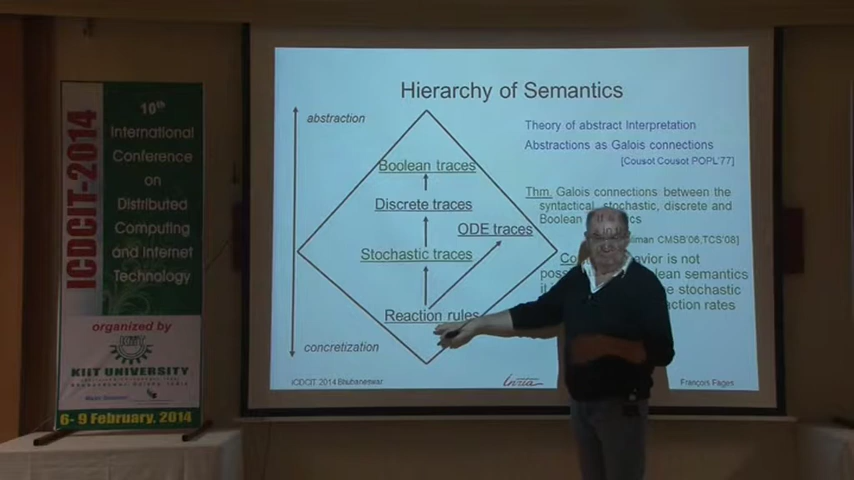 ICDCIT-2014
10th
International
Conference
on
Distributed
Computing
and Internet
Technology
organized by
KIIT UNIVERSITY
6-9 February, 2014
Hierarchy of Semantics
abstraction
Boolean traces
Discrete traces
ODE traces
Stochastic traces
Reaction rules
concretization
Theory of abstract Interpretation
Abstractions as Galois connections
[Cousot Cousot POPL'77]
Thm. Galois connections between the
syntactical, stochastic, discrete and
Boolean
CMSB'06,TCS'08]
behavior is not
semantics
stochastic
rates
ICDCIT 2014 Bhubaneswar
Inria
François Fages